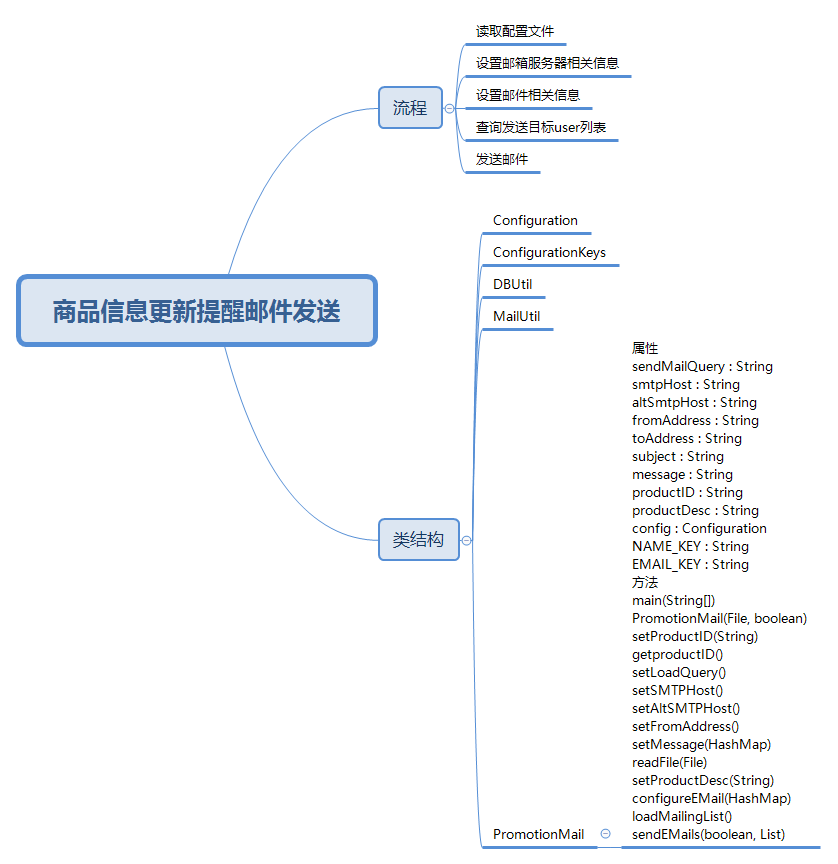 商品信息更新提醒邮件发送
流程
读取配置文件
设置邮箱服务器相关信息
设置邮件相关信息
查询发送目标user列表
发送邮件
类结构
Configuration
ConfigurationKeys
DBUtil
MailUtil
PromotionMail
属性
sendMailQuery : String
smtpHost : String
altSmtpHost : String
fromAddress : String
toAddress : String
subject : String
message : String
productID : String
productDesc : String
config : Configuration
NAME_KEY : String
EMAIL_KEY : String
方法
main(String[])
PromotionMail(File, boolean)
setProductID(String)
getproductID()
setLoadQuery()
setSMTPHost()
setAltSMTPHost()
setFromAddress()
setMessage(HashMap)
readFile(File)
setProductDesc(String)
configureEMail(HashMap)
loadMailingList()
sendEMails(boolean, List)